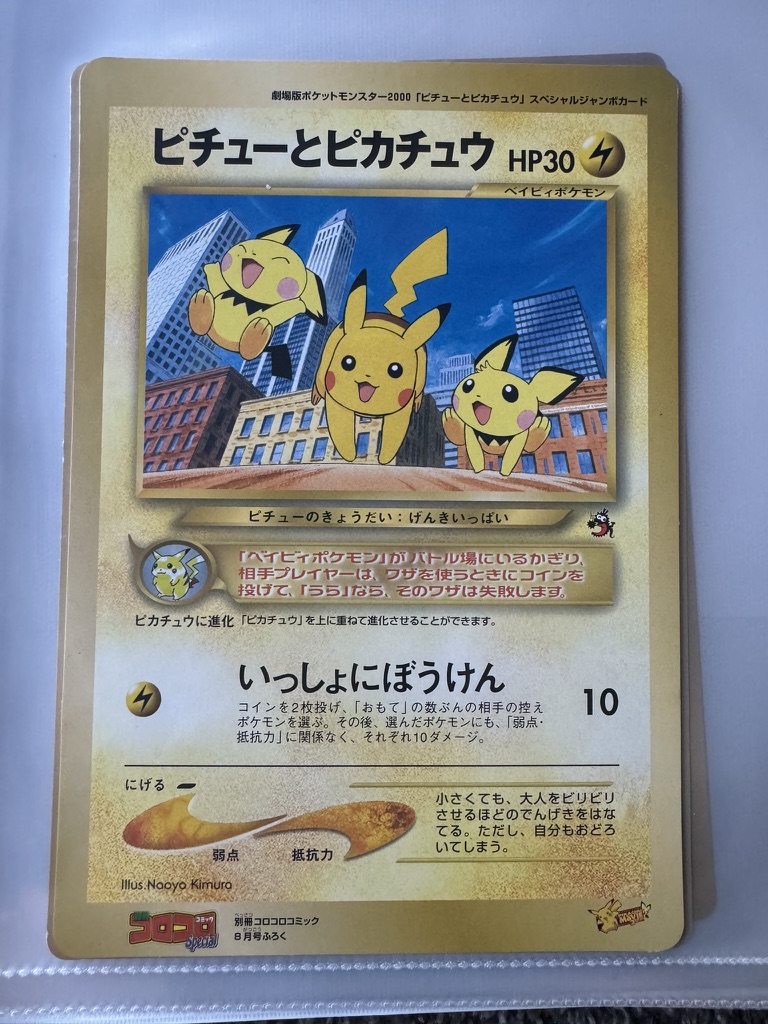 劇場版ポケットモンスター2000「ピチューとピカチュウ」スペシャルジャンボカード
ピチューとピカチュウ HP30
ベイビィポケモン
ピチューのきょうだい：げんきいっぱい
「ベイビィポケモン」がバトル場にいるかぎり、
相手プレイヤーは、ワザを使うときにコインを
投げて、「うら」なら、そのワザは失敗します。
ピカチュウに進化 「ピカチュウ」を上に重ねて進化させることができます。
いっしょにぼうけん 10
コインを2枚投げ、「おもて」の数ぶんの相手の控え
ポケモンを選ぶ。その後、選んだポケモンにも、「弱点・
抵抗力」に関係なく、それぞれ10ダメージ。
にげる
弱点 抵抗力
小さくても、大人をビリビリ
させるほどのでんげきをはな
てる。ただし、自分もおどろ
いてしまう。
Illus.Naoyo Kimura
コロコロ コミック Special
べっさつ
別冊コロコロコミック
がつごう
8月号ふろく